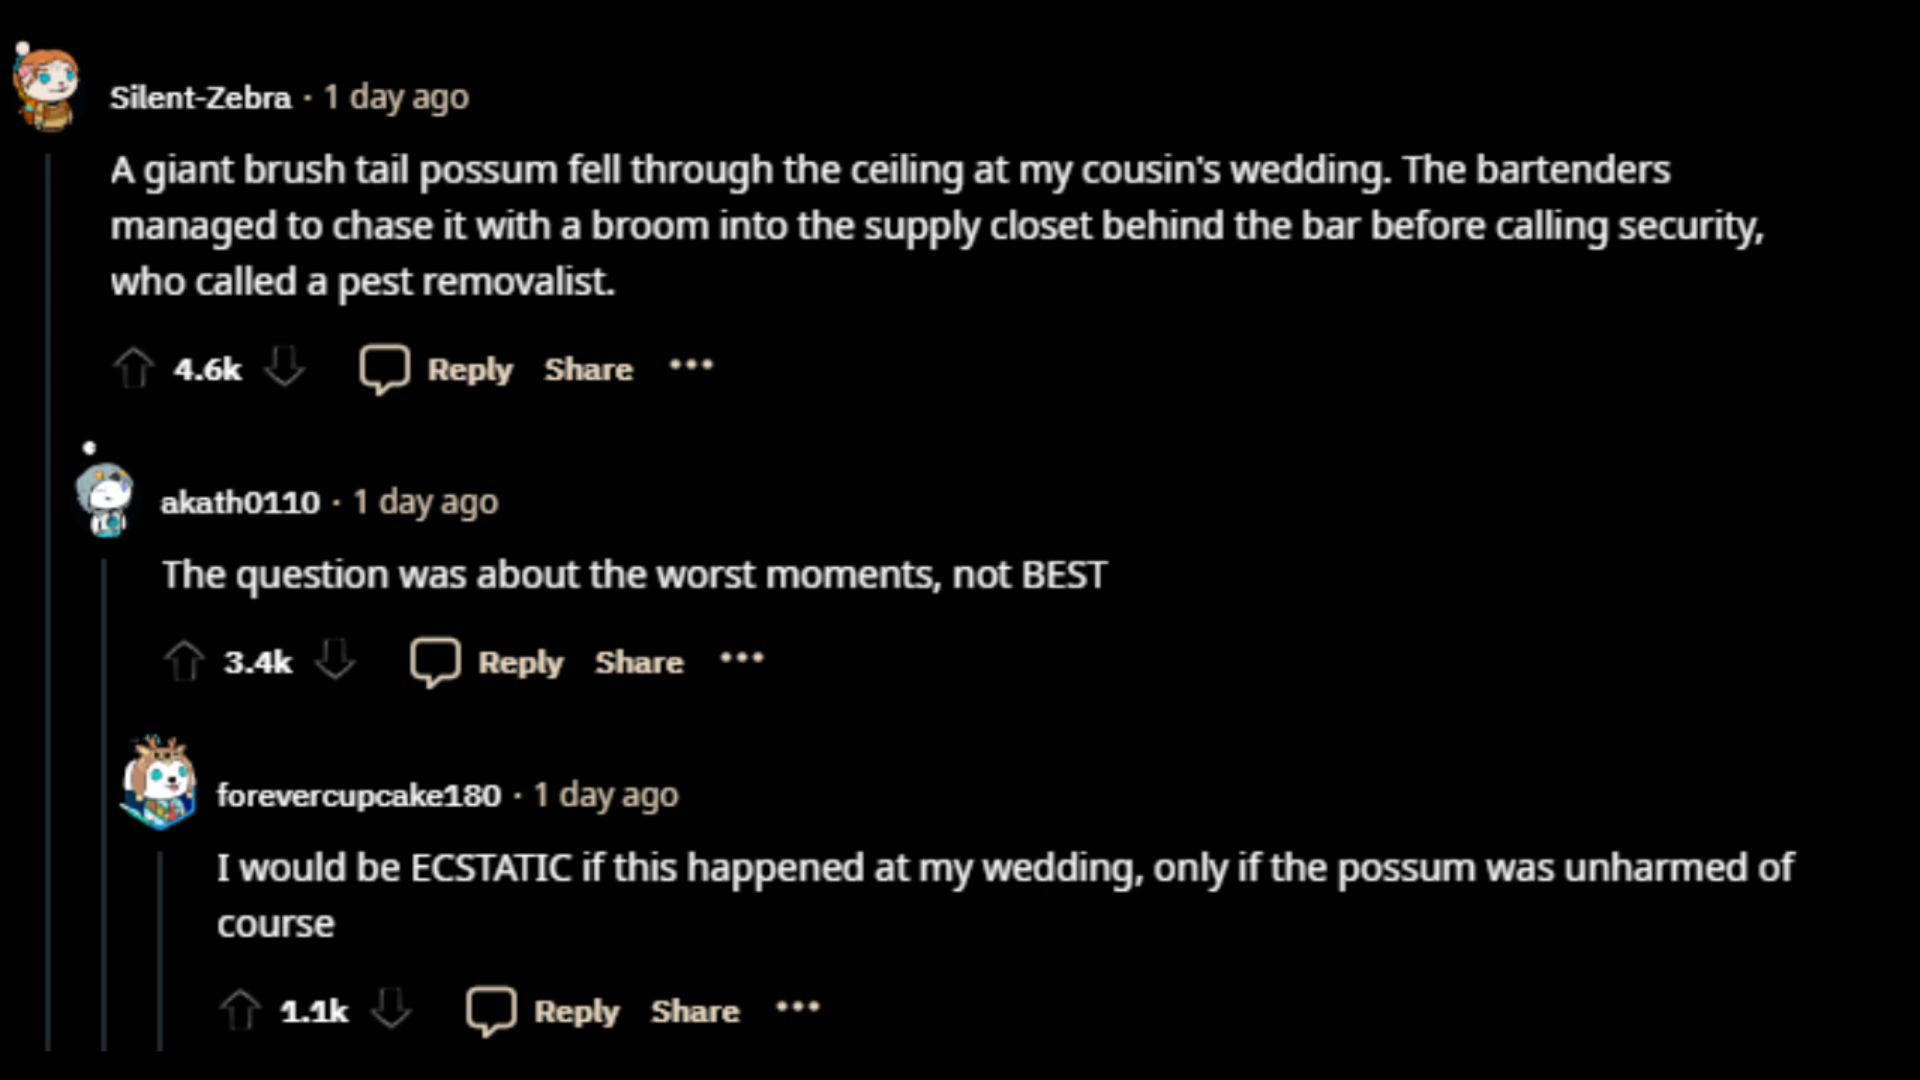 Silent-Zebra · 1 day ago
A giant brush tail possum fell through the ceiling at my cousin's wedding. The bartenders
managed to chase it with a broom into the supply closet behind the bar before calling security,
who called a pest removalist.
4.6k Reply Share ···
akath0110 · 1 day ago
The question was about the worst moments, not BEST
3.4k Reply Share ···
forevercupcake180 · 1 day ago
I would be ECSTATIC if this happened at my wedding, only if the possum was unharmed of
course
1.1k Reply Share ···